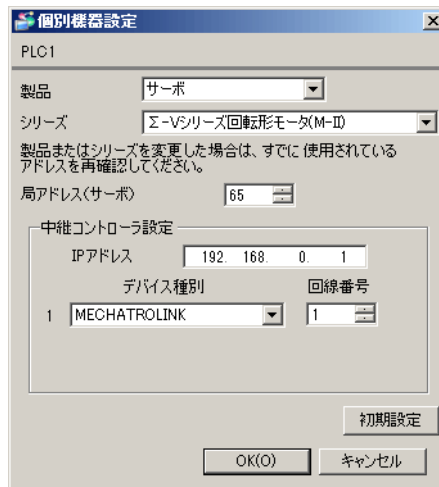 個別機器設定
PLC1
製品 サーボ
シリーズ Σ-Vシリーズ回転形モータ(M-Ⅱ)
製品またはシリーズを変更した場合は、すでに使用されている
アドレスを再確認してください。
局アドレス(サーボ) 65
中継コントローラ設定
IPアドレス 192. 168. 0. 1
デバイス種別 回線番号
1 MECHATROLINK 1
初期設定
OK(O) キャンセル